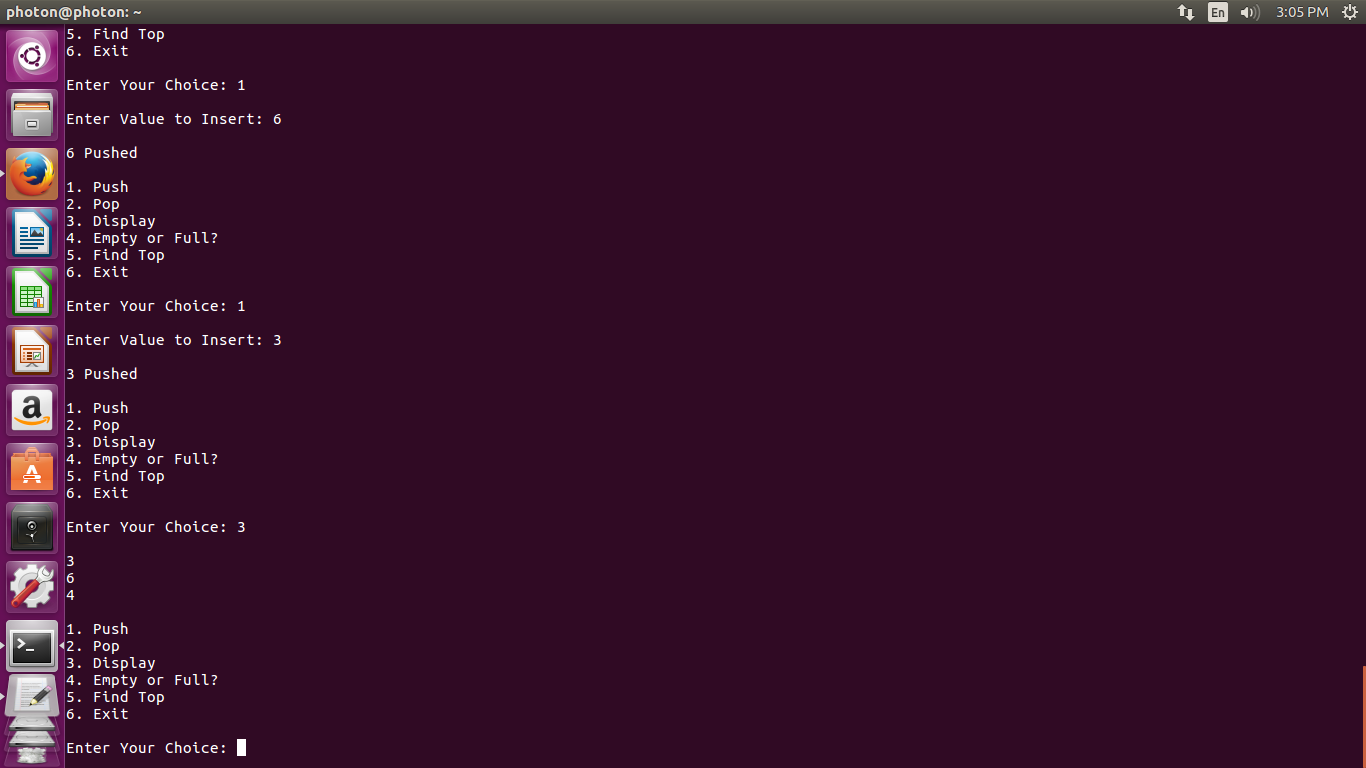 photon@photon: ~
En
3:05 PM
5. Find Top
6. Exit
Enter Your Choice: 1
Enter Value to Insert: 6
6 Pushed
1. Push
2. Pop
3. Display
4. Empty or Full?
5. Find Top
6. Exit
Enter Your Choice: 1
Enter Value to Insert: 3
3 Pushed
1. Push
2. Pop
3. Display
4. Empty or Full?
5. Find Top
6. Exit
Enter Your Choice: 3
3
6
4
1. Push
2. Pop
3. Display
4. Empty or Full?
5. Find Top
6. Exit
Enter Your Choice: